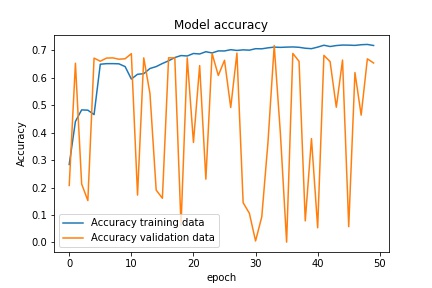 Model accuracy
Accuracy
0.7
0.6
0.5
0.4
0.3
0.2
0.1
0.0
Accuracy training data
Accuracy validation data
0 10 20 30 40 50
epoch